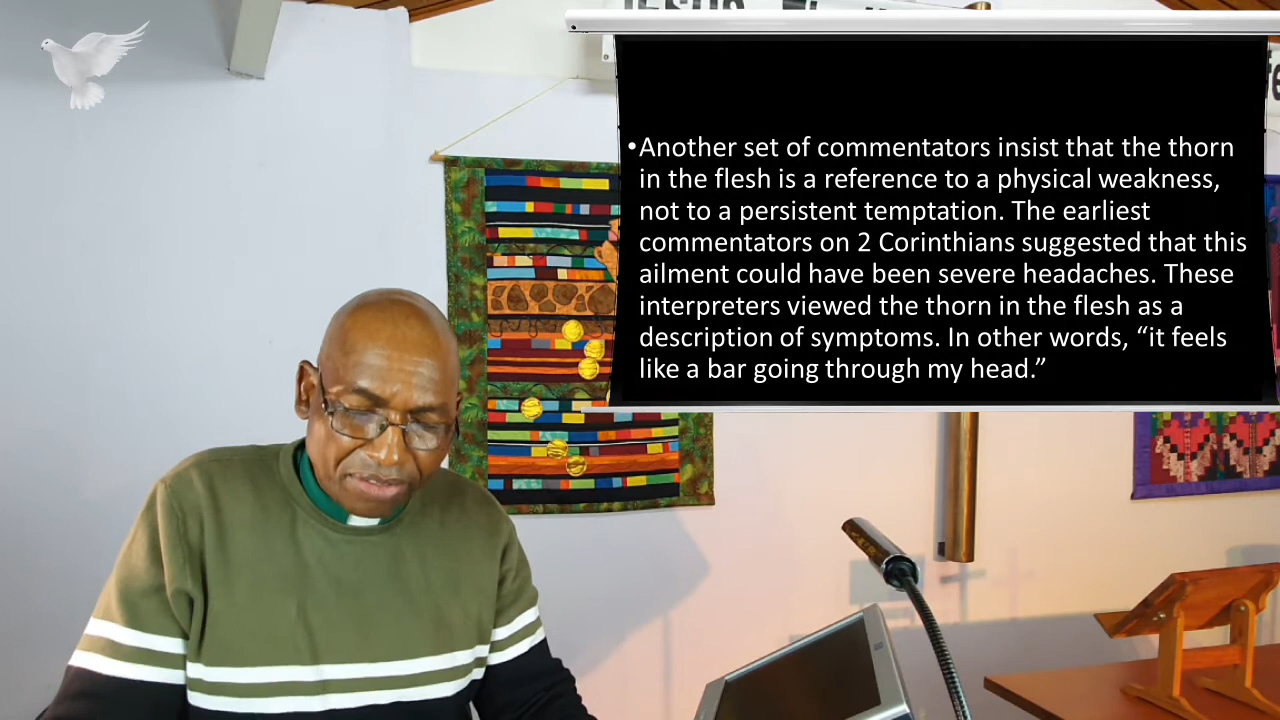 JESUS
•Another set of commentators insist that the thorn
in the flesh is a reference to a physical weakness,
not to a persistent temptation. The earliest
commentators on 2 Corinthians suggested that this
ailment could have been severe headaches. These
interpreters viewed the thorn in the flesh as a
description of symptoms. In other words, “it feels
like a bar going through my head.”